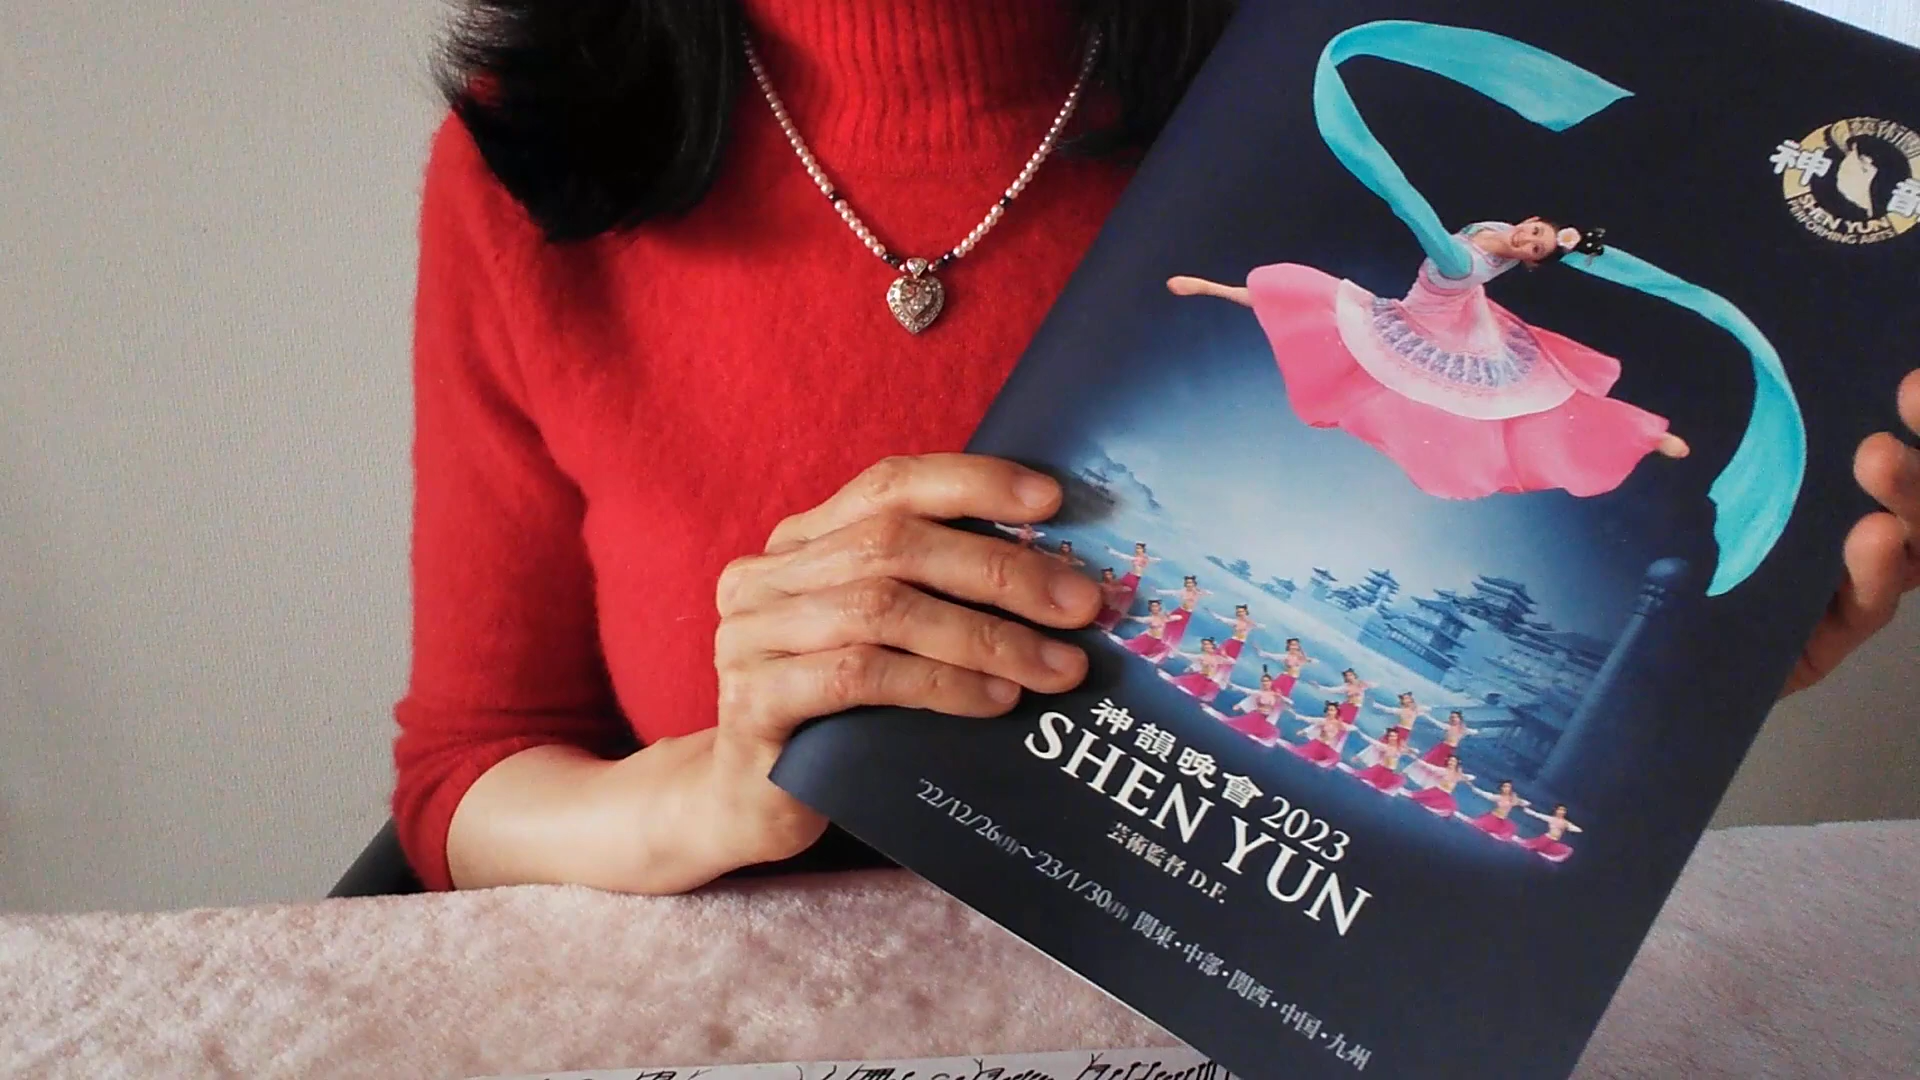 神韻
SHEN YUN
PERFORMING ARTS
神韻晚會 2023
SHEN YUN
芸術監督 D.F.
'22/12/26(月)~'23/1/30(月) 関東・中部・関西・中国・九州